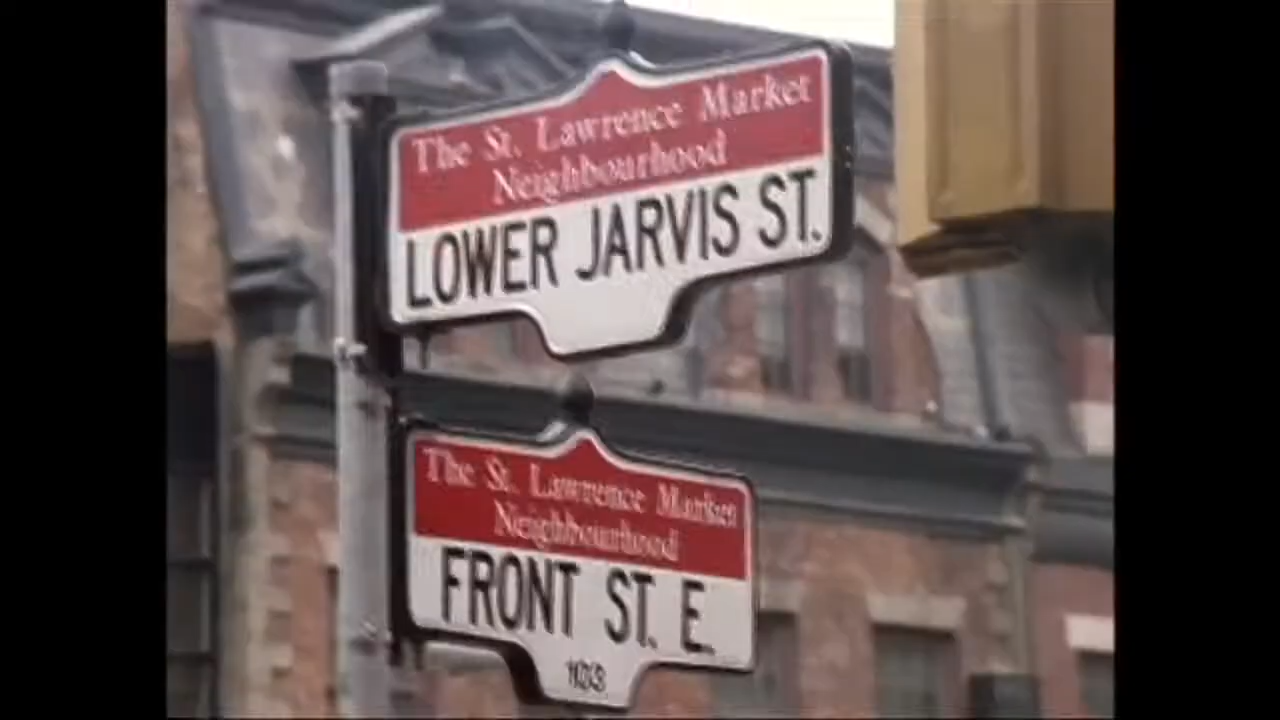 The St. Lawrence Market
Neighbourhood
LOWER JARVIS ST.
The St. Lawrence Market
Neighbourhood
FRONT ST. E.
103